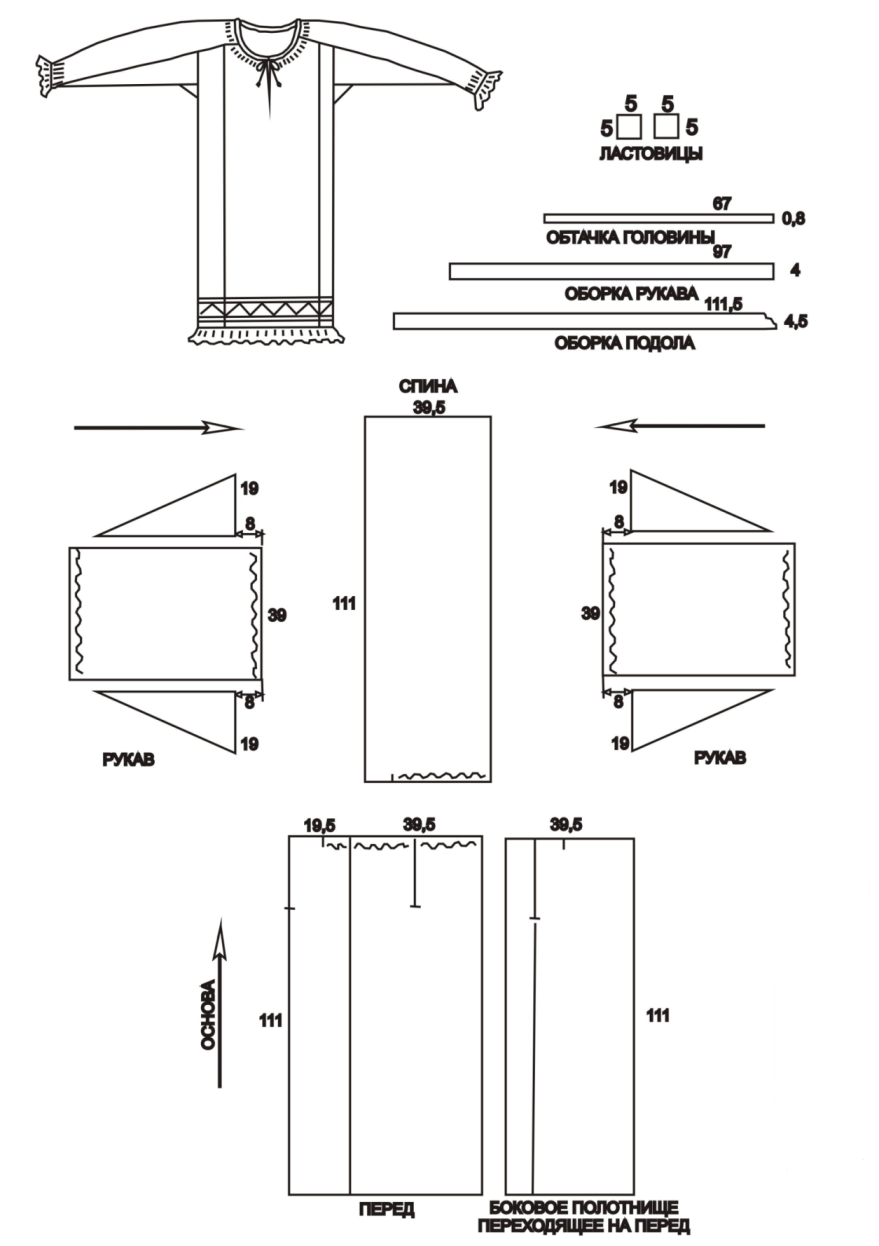 5 5
5 5
ЛАСТОВИЦЫ
67
0,8
ОБТАЧКА ГОЛОВИНЫ
97
4
ОБОРКА РУКАВА
111,5
4,5
ОБОРКА ПОДОЛА
СПИНА
39,5
19
8
39
8
19
РУКАВ
111
19
8
39
8
19
РУКАВ
19,5 39,5
111
ОСНОВА
ПЕРЕД
39,5
111
БОКОВОЕ ПОЛОТНИЩЕ
ПЕРЕХОДЯЩЕЕ НА ПЕРЕД